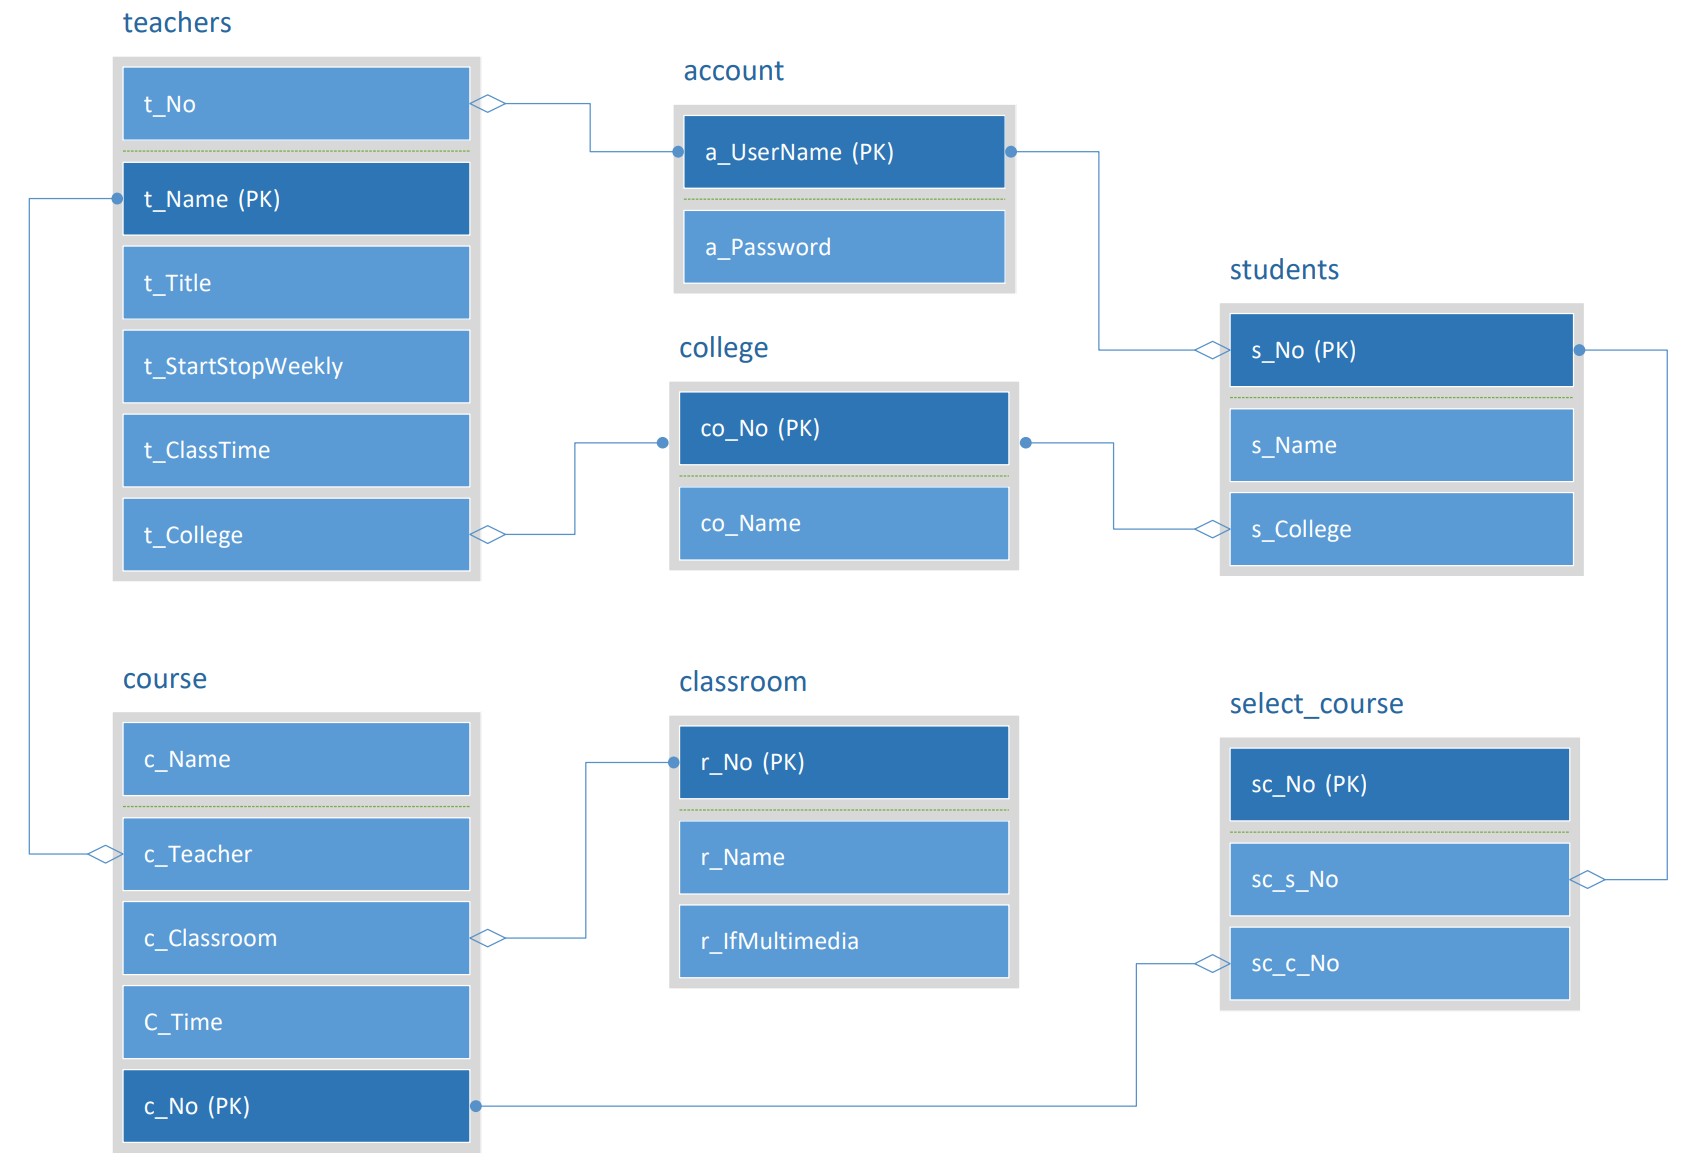 teachers
t_No
t_Name (PK)
t_Title
t_StartStopWeekly
t_ClassTime
t_College
account
a_UserName (PK)
a_Password
college
co_No (PK)
co_Name
students
s_No (PK)
s_Name
s_College
course
c_Name
c_Teacher
c_Classroom
C_Time
c_No (PK)
classroom
r_No (PK)
r_Name
r_IfMultimedia
select_course
sc_No (PK)
sc_s_No
sc_c_No